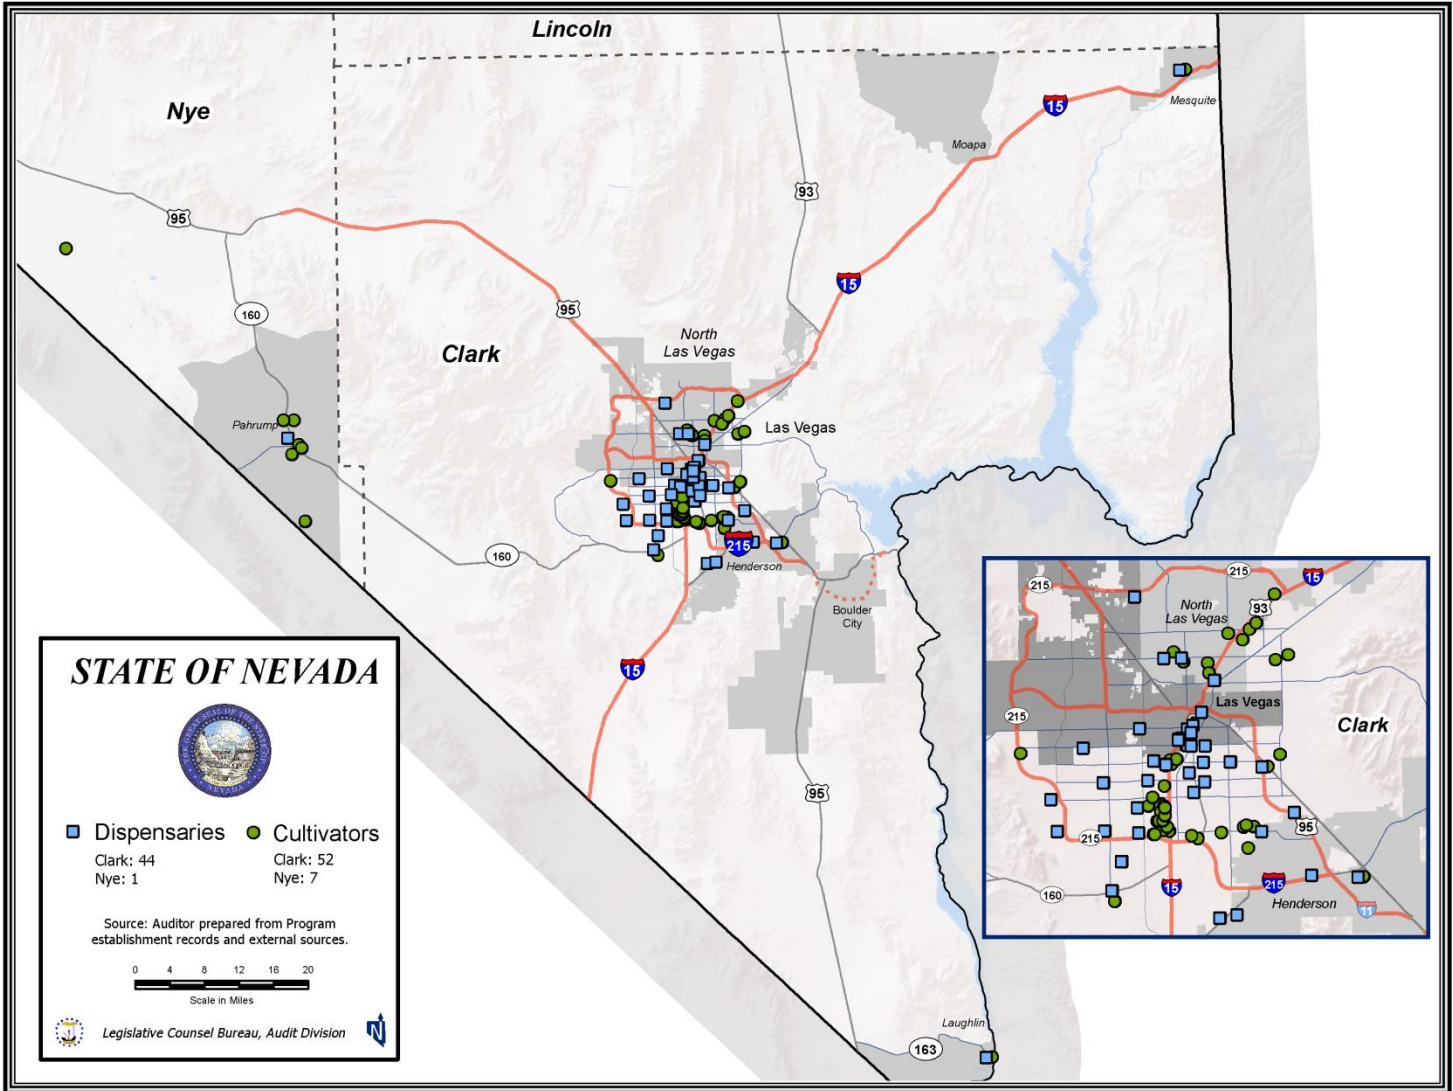 Lincoln
Nye
15
Mesquite
Moapa
93
95
15
95
160
North
Las Vegas
Clark
Pahrump
Las Vegas
160
215
Henderson
Boulder
City
15
95
Laughlin
163
215
215
15
North
Las Vegas
93
215
Las Vegas
Clark
215
95
160
15
215
Henderson
11
STATE OF NEVADA
Dispensaries
Clark: 44
Nye: 1
Cultivators
Clark: 52
Nye: 7
Source: Auditor prepared from Program
establishment records and external sources.
0 4 8 12 16 20
Scale in Miles
Legislative Counsel Bureau, Audit Division
N